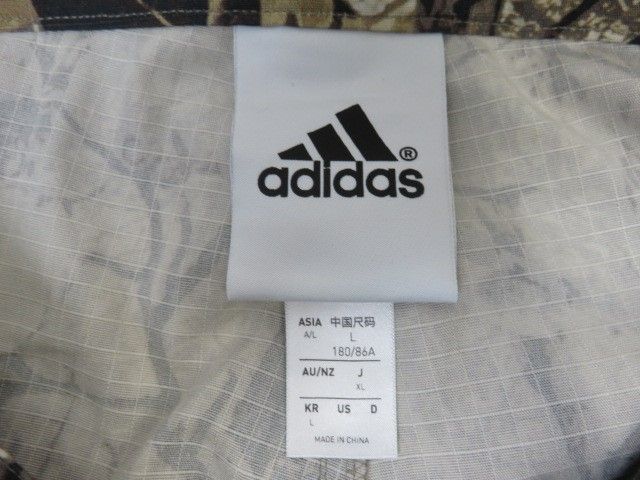 adidas®
ASIA 中国尺码
A/L L
180/86A
AU/NZ J
XL
KR US D
L
MADE IN CHINA